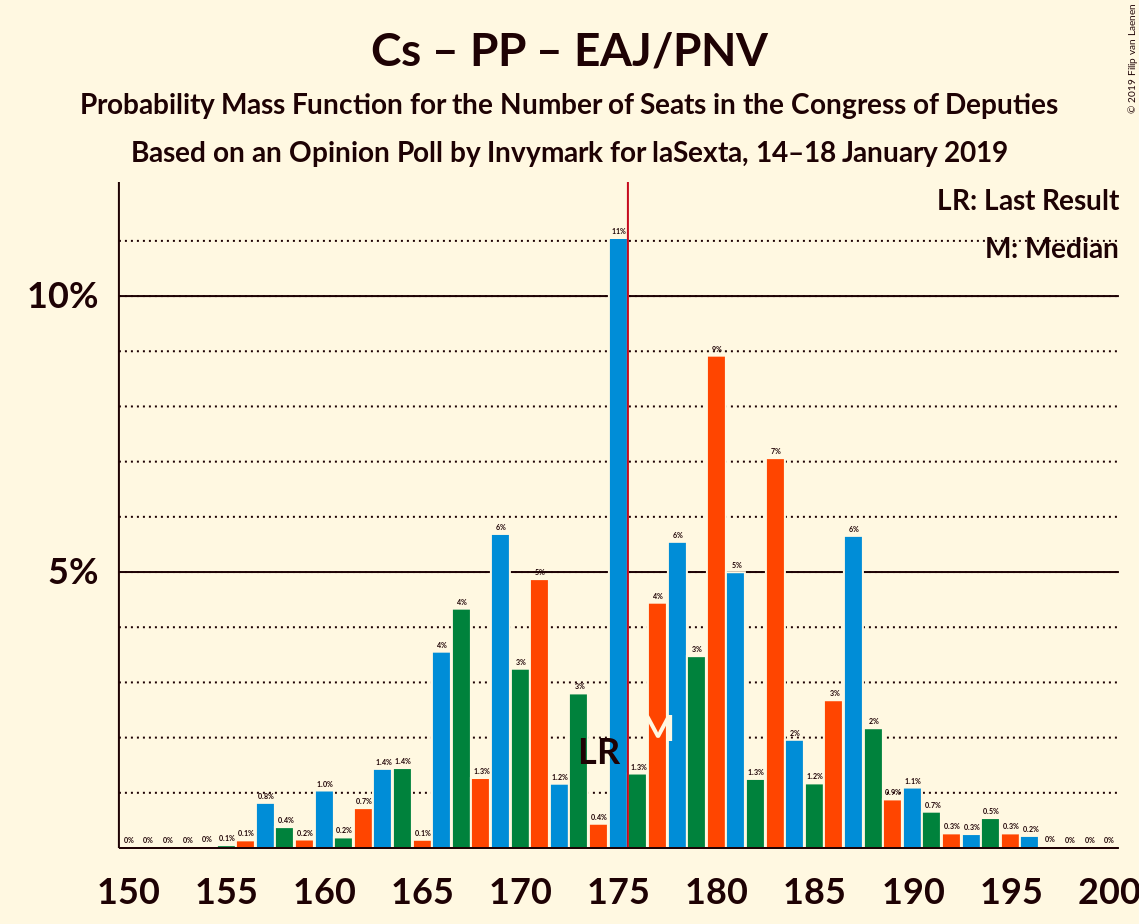 Cs – PP – EAJ/PNV
Probability Mass Function for the Number of Seats in the Congress of Deputies
Based on an Opinion Poll by Invymark for laSexta, 14–18 January 2019
© 2019 Filip van Laenen
LR: Last Result
M: Median
10%
5%
0% 0% 0% 0% 0% 0.1% 0.1% 0.8% 0.4% 0.2% 1.0% 0.2% 0.7% 1.4% 1.4% 0.1% 4% 4% 1.3% 6% 3% 5% 1.2% 3% 0.4% 11% 1.3% 4% 6% 3% 9% 5% 1.3% 7% 2% 1.2% 3% 6% 2% 0.9% 1.1% 0.7% 0.3% 0.3% 0.5% 0.3% 0.2% 0% 0% 0% 0%
LR M
150 155 160 165 170 175 180 185 190 195 200